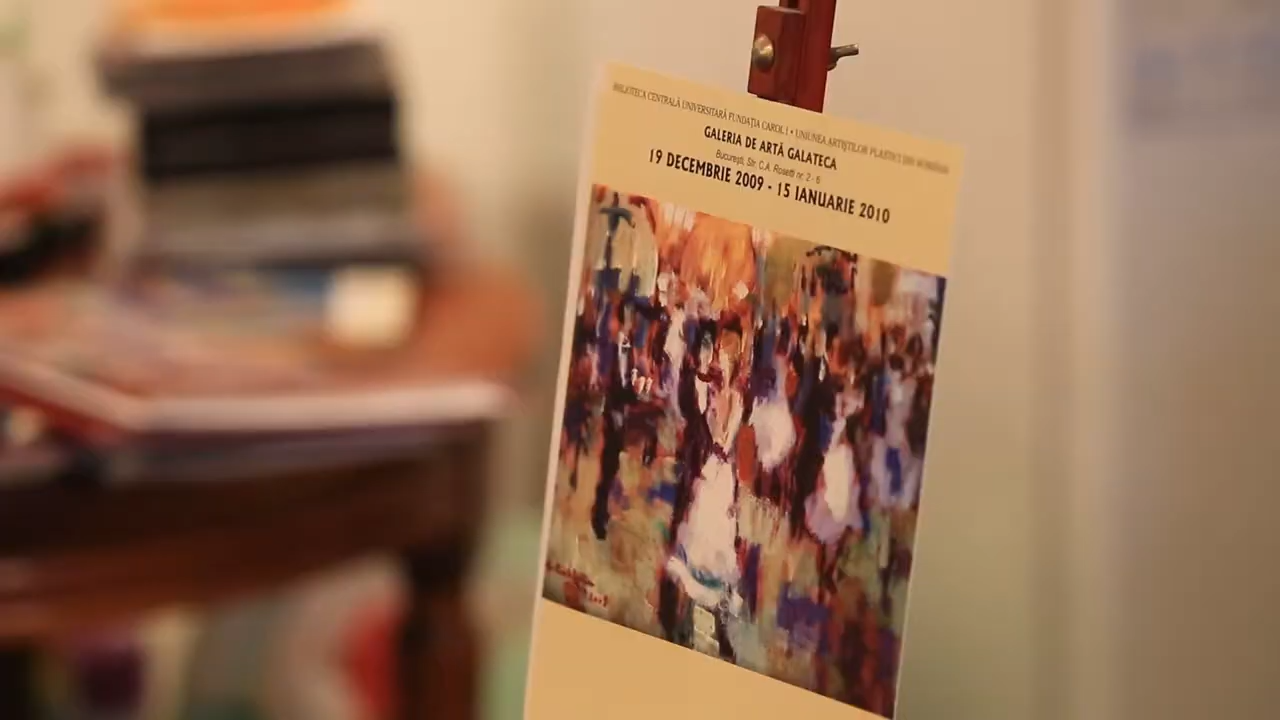 BIBLIOTECA CENTRALĂ UNIVERSITARĂ FUNDAȚIA CAROL I • UNIUNEA ARTIȘTILOR PLASTICI DIN ROMÂNIA
GALERIA DE ARTĂ GALATECA
București, Str. C.A. Rosetti nr. 2 - 6
19 DECEMBRIE 2009 - 15 IANUARIE 2010